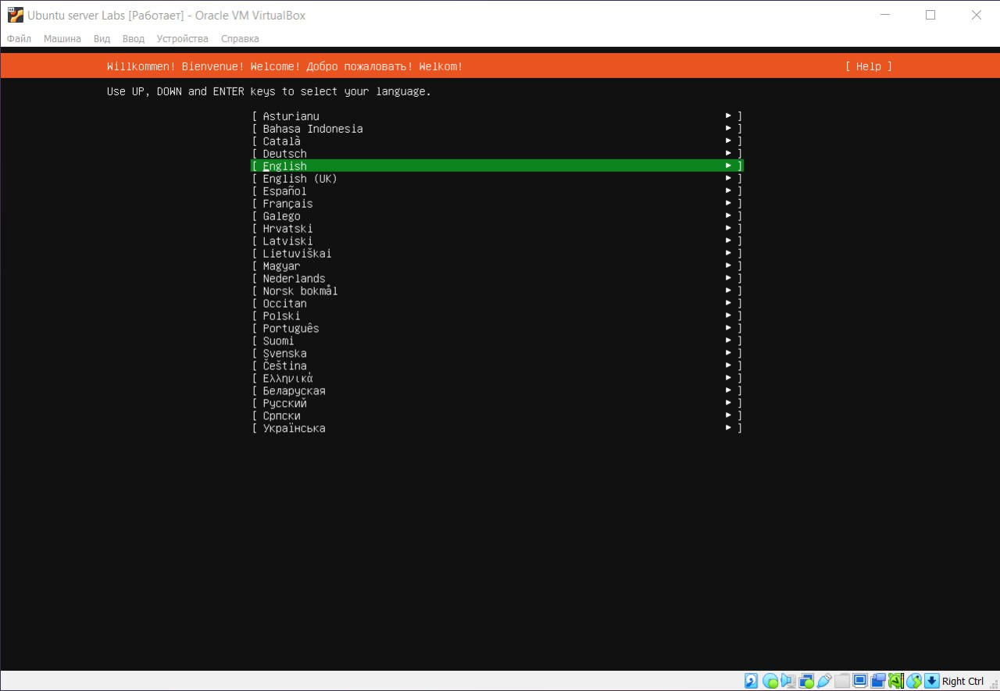 Ubuntu server Labs [Работает] - Oracle VM VirtualBox
Файл Машина Вид Ввод Устройства Справка
Willkommen! Bienvenue! Welcome! Добро пожаловать! Welkom! [ Help ]
Use UP, DOWN and ENTER keys to select your language.
[ Asturianu ► ]
[ Bahasa Indonesia ► ]
[ Català ► ]
[ Deutsch ► ]
[ English ► ]
[ English (UK) ► ]
[ Español ► ]
[ Français ► ]
[ Galego ► ]
[ Hrvatski ► ]
[ Latviski ► ]
[ Lietuviškai ► ]
[ Magyar ► ]
[ Nederlands ► ]
[ Norsk bokmål ► ]
[ Occitan ► ]
[ Polski ► ]
[ Português ► ]
[ Suomi ► ]
[ Svenska ► ]
[ Čeština ► ]
[ Ελληνικά ► ]
[ Беларуская ► ]
[ Русский ► ]
[ Српски ► ]
[ Українська ► ]
Right Ctrl